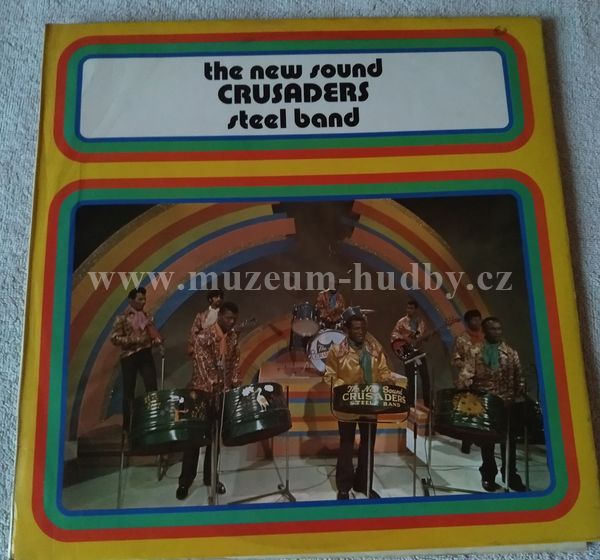 the new sound
CRUSADERS
steel band
www.muzeum-hudby.cz
The New Sound
CRUSADERS
STEEL BAND